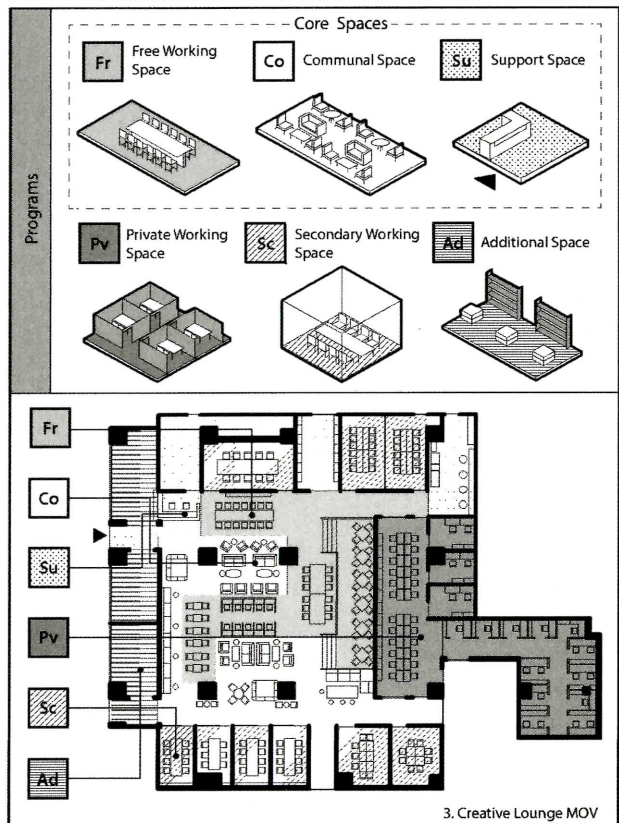 Programs
Core Spaces
Fr Free Working
Space
Co Communal Space
Su Support Space
Pv Private Working
Space
Sc Secondary Working
Space
Ad Additional Space
Fr
Co
Su
Pv
Sc
Ad
3. Creative Lounge MOV